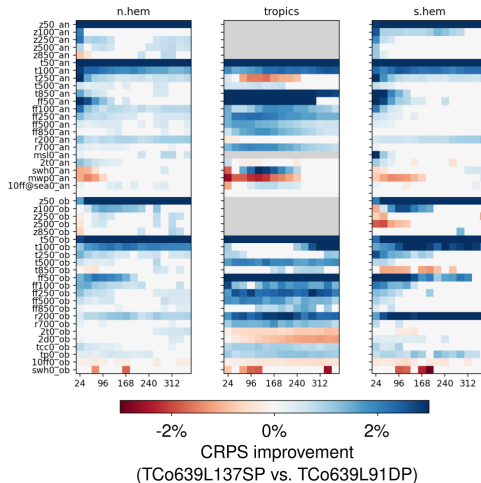 n.hem tropics s.hem
z50_an
z100_an
z250_an
z500_an
z850_an
t50_an
t100_an
t250_an
t500_an
t850_an
ff50_an
ff100_an
ff250_an
ff500_an
ff850_an
r200_an
r700_an
msl0_an
2t0_an
swh0_an
mwp0_an
10ff@sea0_an
z50_ob
z100_ob
z250_ob
z500_ob
z850_ob
t50_ob
t100_ob
t250_ob
t500_ob
t850_ob
ff50_ob
ff100_ob
ff250_ob
ff500_ob
ff850_ob
r200_ob
r700_ob
2t0_ob
2d0_ob
tcc0_ob
tp0_ob
10ff0_ob
swh0_ob
24 96 168 240 312 24 96 168 240 312 24 96 168 240 312
-2% 0% 2%
CRPS improvement
(TCo639L137SP vs. TCo639L91DP)